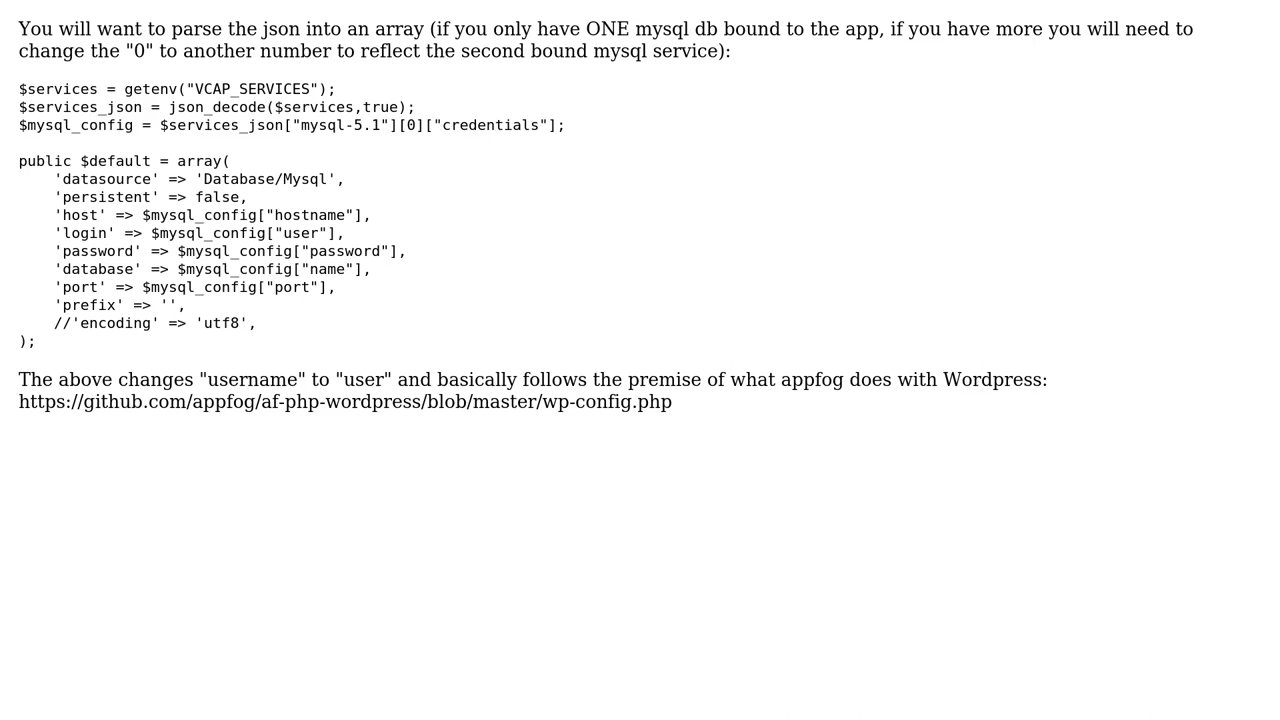 You will want to parse the json into an array (if you only have ONE mysql db bound to the app, if you have more you will need to
change the "0" to another number to reflect the second bound mysql service):
$services = getenv("VCAP_SERVICES");
$services_json = json_decode($services,true);
$mysql_config = $services_json["mysql-5.1"][0]["credentials"];
public $default = array(
    'datasource' => 'Database/Mysql',
    'persistent' => false,
    'host' => $mysql_config["hostname"],
    'login' => $mysql_config["user"],
    'password' => $mysql_config["password"],
    'database' => $mysql_config["name"],
    'port' => $mysql_config["port"],
    'prefix' => '',
    //'encoding' => 'utf8',
);
The above changes "username" to "user" and basically follows the premise of what appfog does with Wordpress:
https://github.com/appfog/af-php-wordpress/blob/master/wp-config.php